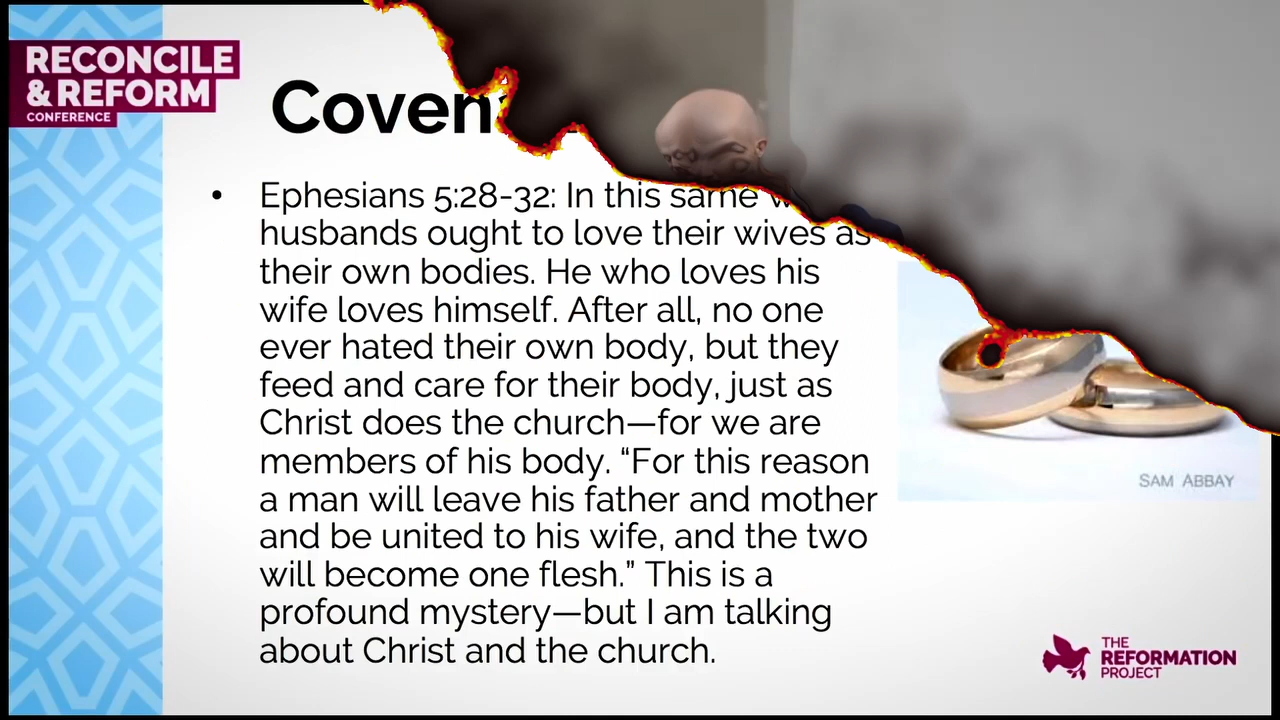 RECONCILE
& REFORM
CONFERENCE
Coven
• Ephesians 5:28-32: In this same
husbands ought to love their wives as
their own bodies. He who loves his
wife loves himself. After all, no one
ever hated their own body, but they
feed and care for their body, just as
Christ does the church—for we are
members of his body. “For this reason
a man will leave his father and mother
and be united to his wife, and the two
will become one flesh.” This is a
profound mystery—but I am talking
about Christ and the church.
SAM ABBAY
THE
REFORMATION
PROJECT